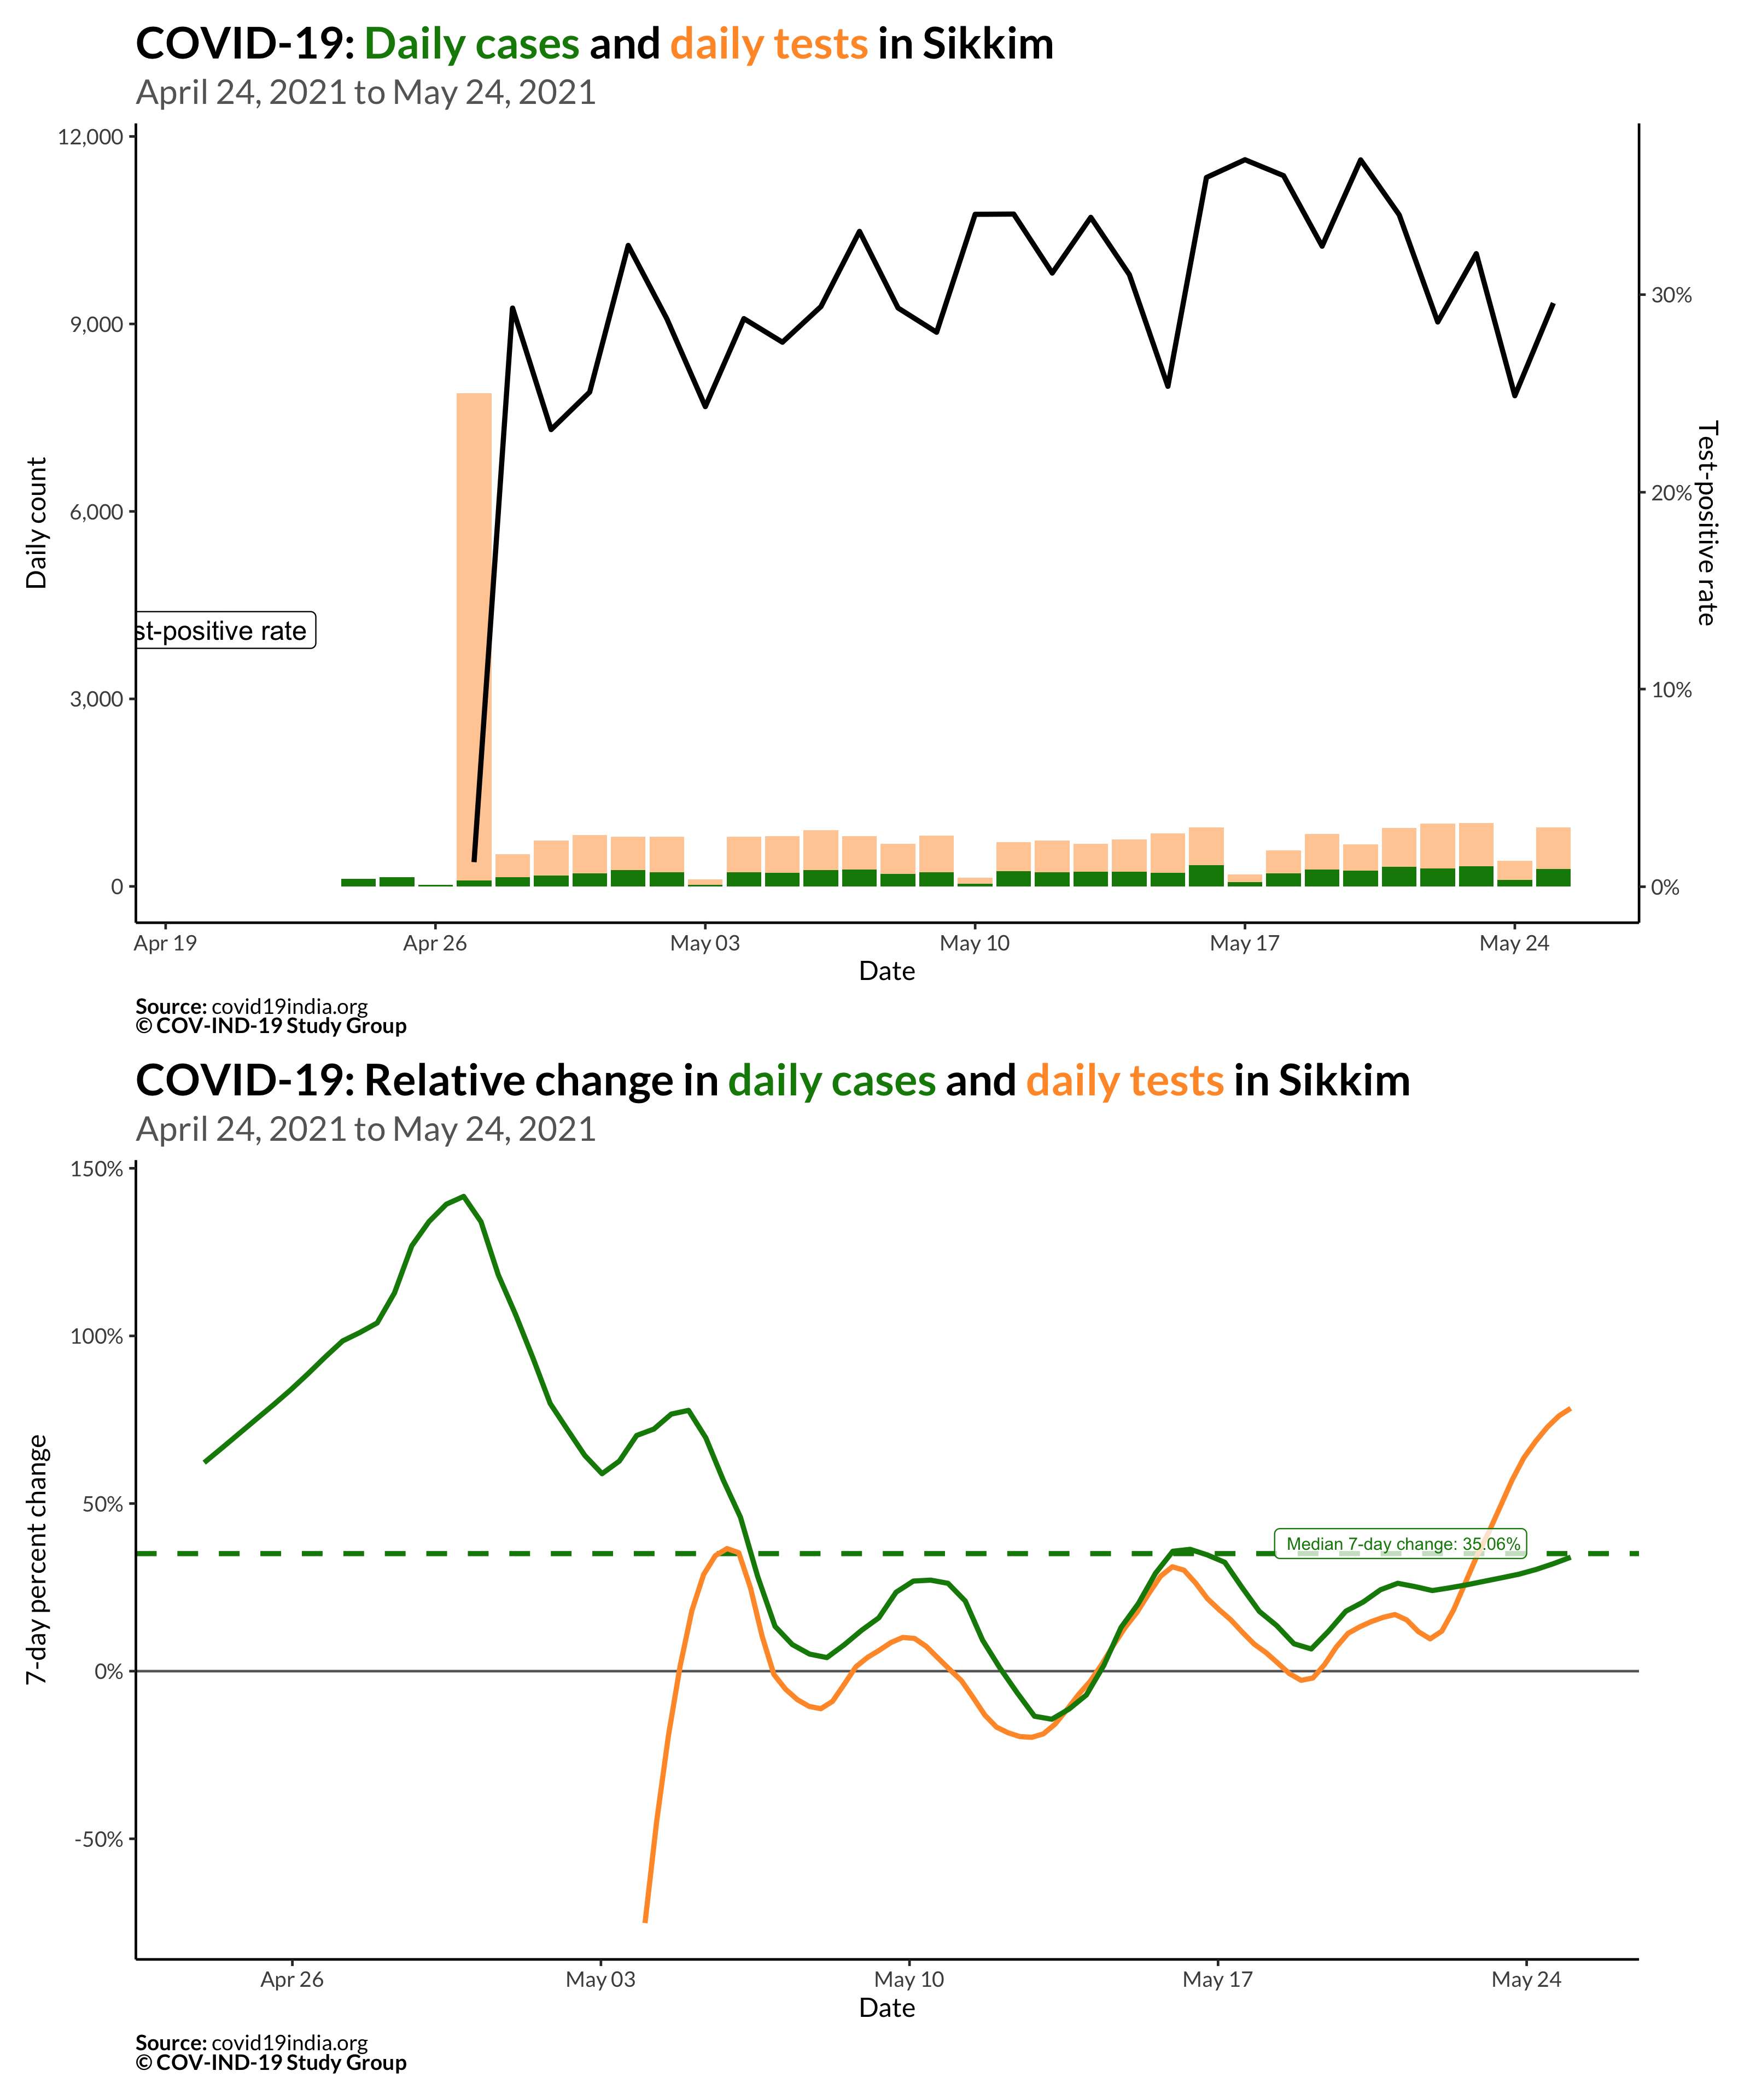 COVID-19: Daily cases and daily tests in Sikkim
April 24, 2021 to May 24, 2021
12,000
9,000
6,000
3,000
0
Daily count
st-positive rate
30%
20%
10%
0%
Test-positive rate
Apr 19
Apr 26
May 03
May 10
May 17
May 24
Date
Source: covid19india.org
© COV-IND-19 Study Group
COVID-19: Relative change in daily cases and daily tests in Sikkim
April 24, 2021 to May 24, 2021
150%
100%
50%
0%
-50%
7-day percent change
Median 7-day change: 35.06%
Apr 26
May 03
May 10
May 17
May 24
Date
Source: covid19india.org
© COV-IND-19 Study Group